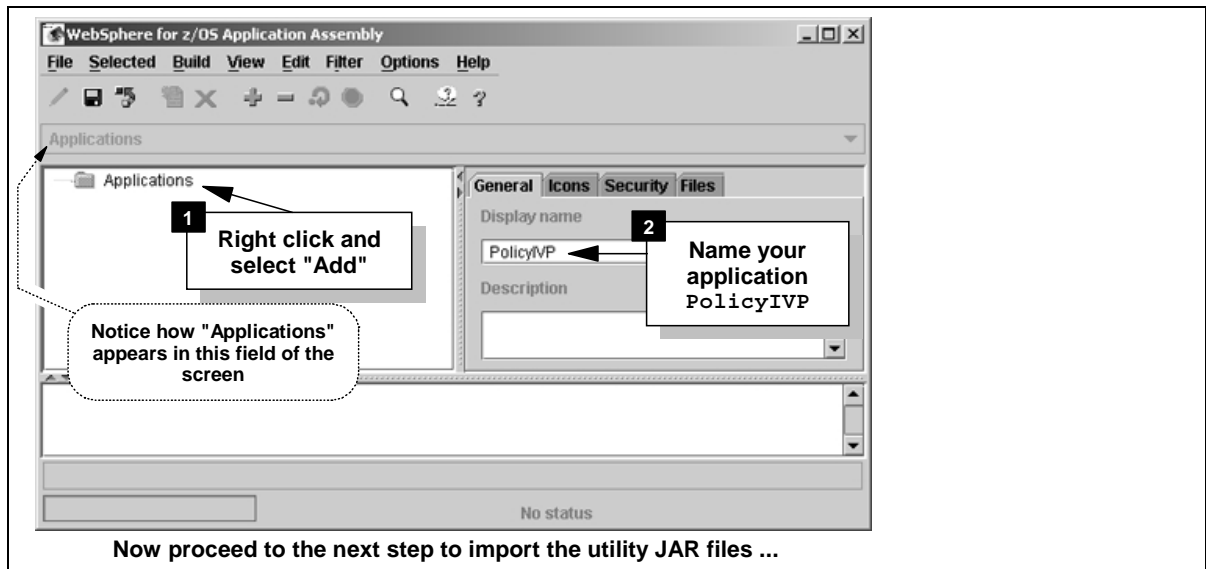 WebSphere for z/OS Application Assembly
File Selected Build View Edit Filter Options Help
Applications
Applications
General Icons Security Files
Display name
PolicyIVP
Description
1
Right click and
select "Add"
2
Name your
application
PolicyIVP
Notice how "Applications"
appears in this field of the
screen
No status
Now proceed to the next step to import the utility JAR files ...